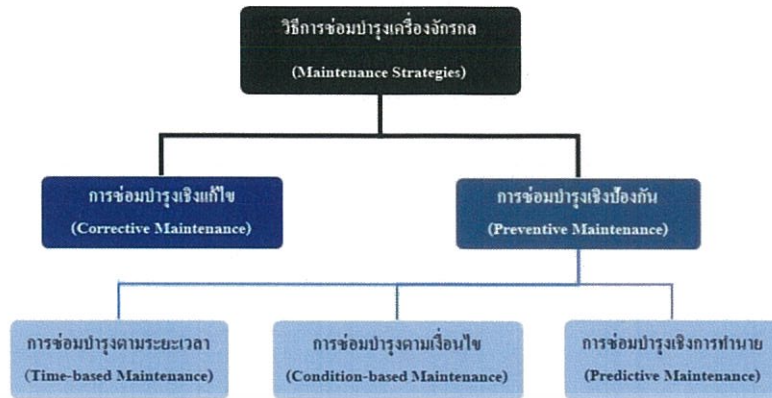 วิธีการซ่อมบำรุงเครื่องจักรกล
(Maintenance Strategies)
การซ่อมบำรุงเชิงแก้ไข
(Corrective Maintenance)
การซ่อมบำรุงเชิงป้องกัน
(Preventive Maintenance)
การซ่อมบำรุงตามระยะเวลา
(Time-based Maintenance)
การซ่อมบำรุงตามเงื่อนไข
(Condition-based Maintenance)
การซ่อมบำรุงเชิงการทำนาย
(Predictive Maintenance)